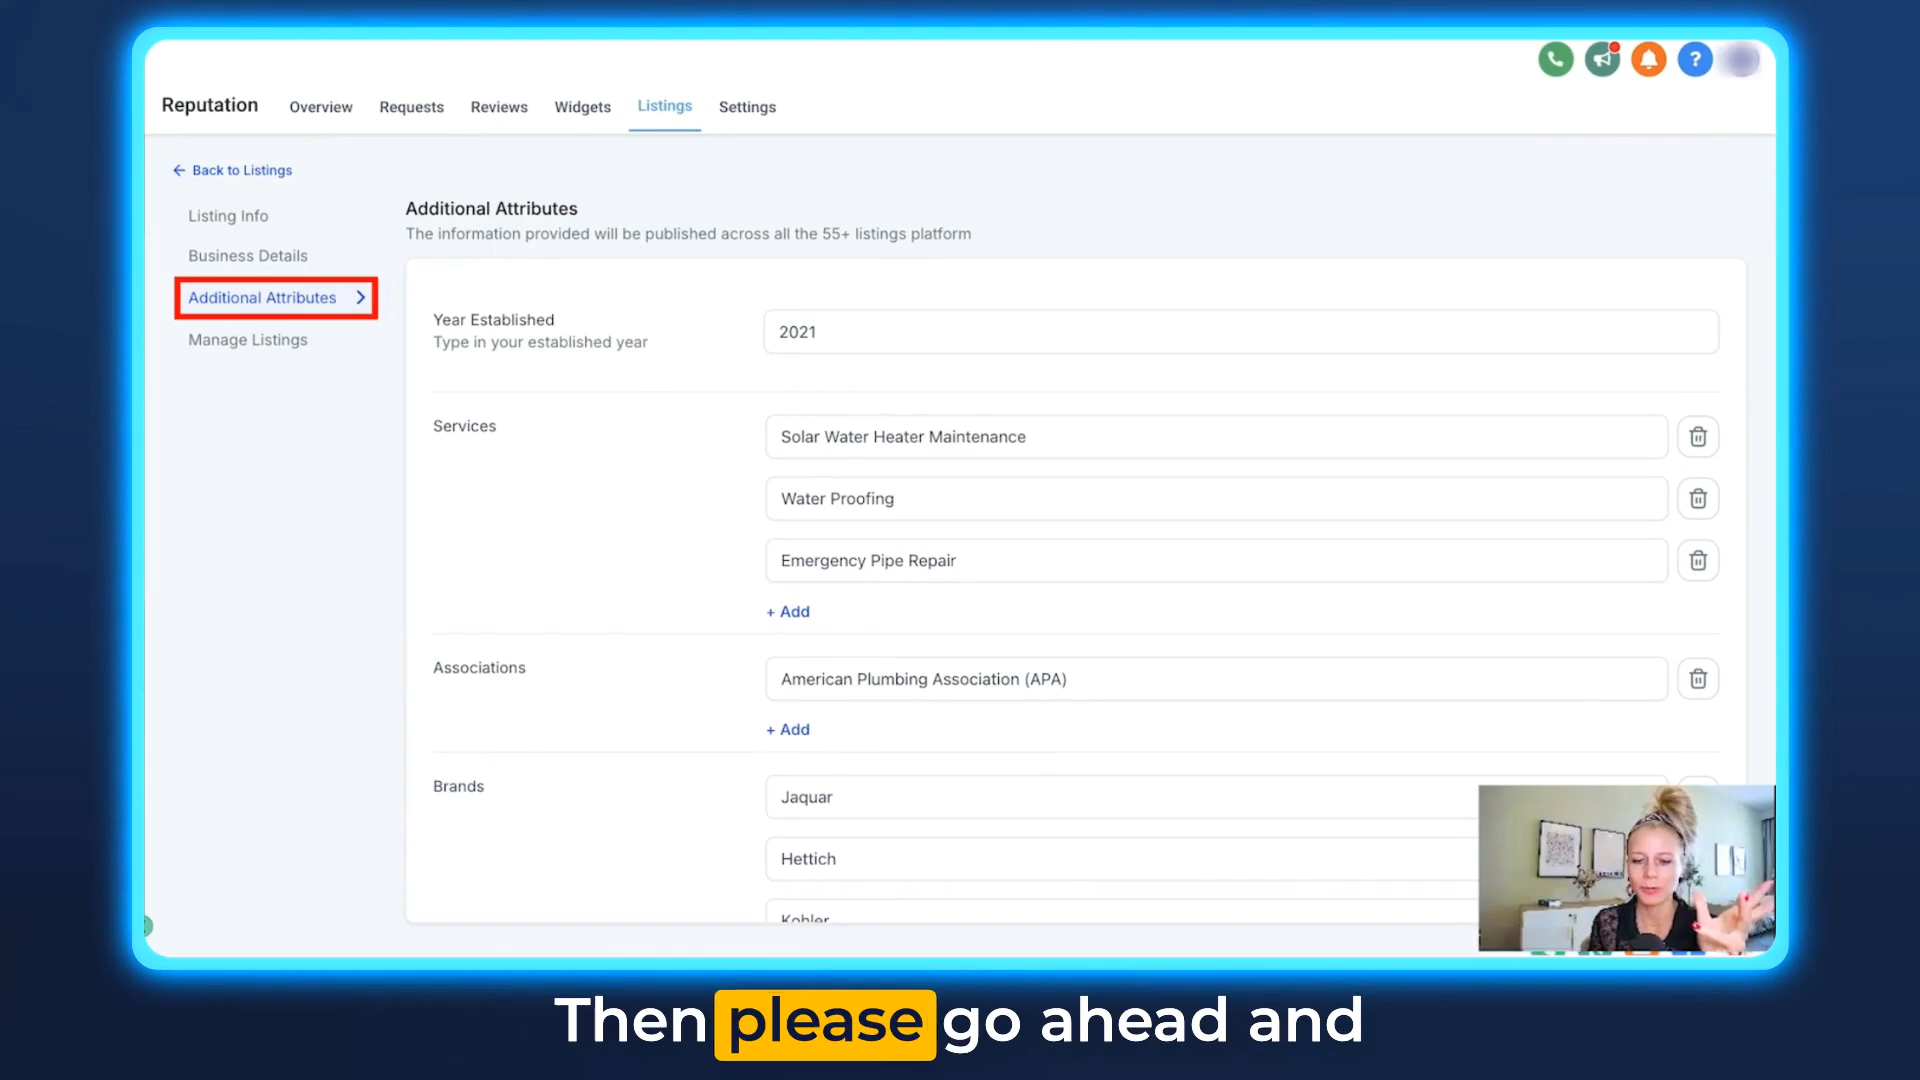 Reputation
Overview
Requests
Reviews
Widgets
Listings
Settings
?
← Back to Listings
Listing Info
Business Details
Additional Attributes
Manage Listings
Additional Attributes
The information provided will be published across all the 55+ listings platform
Year Established
Type in your established year
2021
Services
Solar Water Heater Maintenance
Water Proofing
Emergency Pipe Repair
+ Add
Associations
American Plumbing Association (APA)
+ Add
Brands
Jaquar
Hettich
Kohler
Then please go ahead and